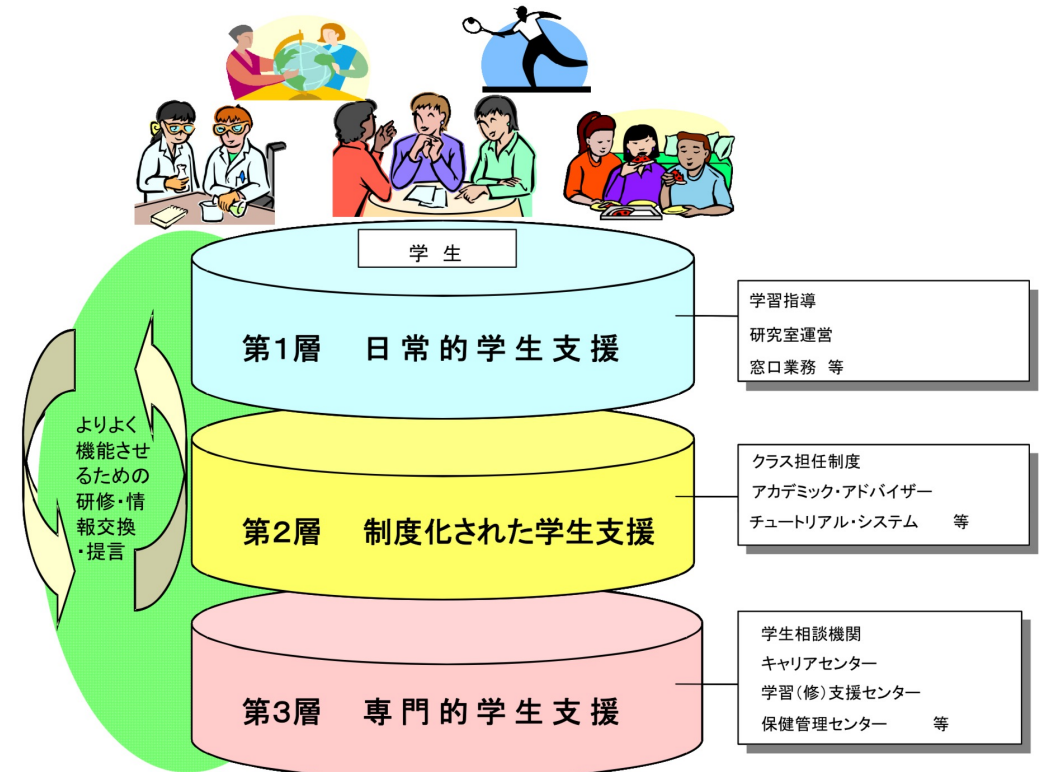 学 生
第1層 日常的学生支援
学習指導
研究室運営
窓口業務 等
よりよく
機能させ
るための
研修・情
報交換
・提言
第2層 制度化された学生支援
クラス担任制度
アカデミック・アドバイザー
チュートリアル・システム 等
第3層 専門的学生支援
学生相談機関
キャリアセンター
学習(修)支援センター
保健管理センター 等